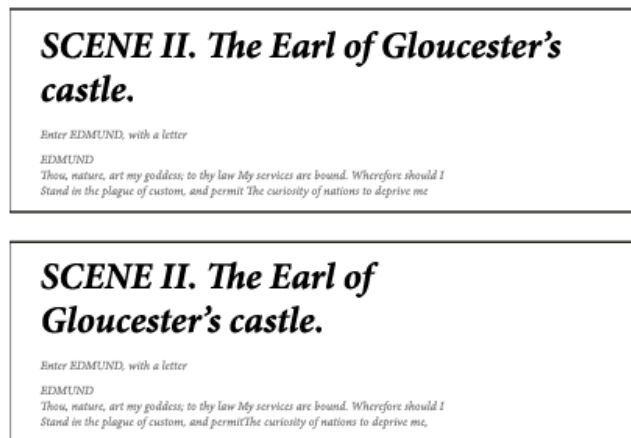 SCENE II. The Earl of Gloucester's
castle.
Enter EDMUND, with a letter
EDMUND
Thou, nature, art my goddess; to thy law My services are bound. Wherefore should I
Stand in the plague of custom, and permit The curiosity of nations to deprive me
SCENE II. The Earl of
Gloucester's castle.
Enter EDMUND, with a letter
EDMUND
Thou, nature, art my goddess; to thy law My services are bound. Wherefore should I
Stand in the plague of custom, and permitThe curiosity of nations to deprive me,